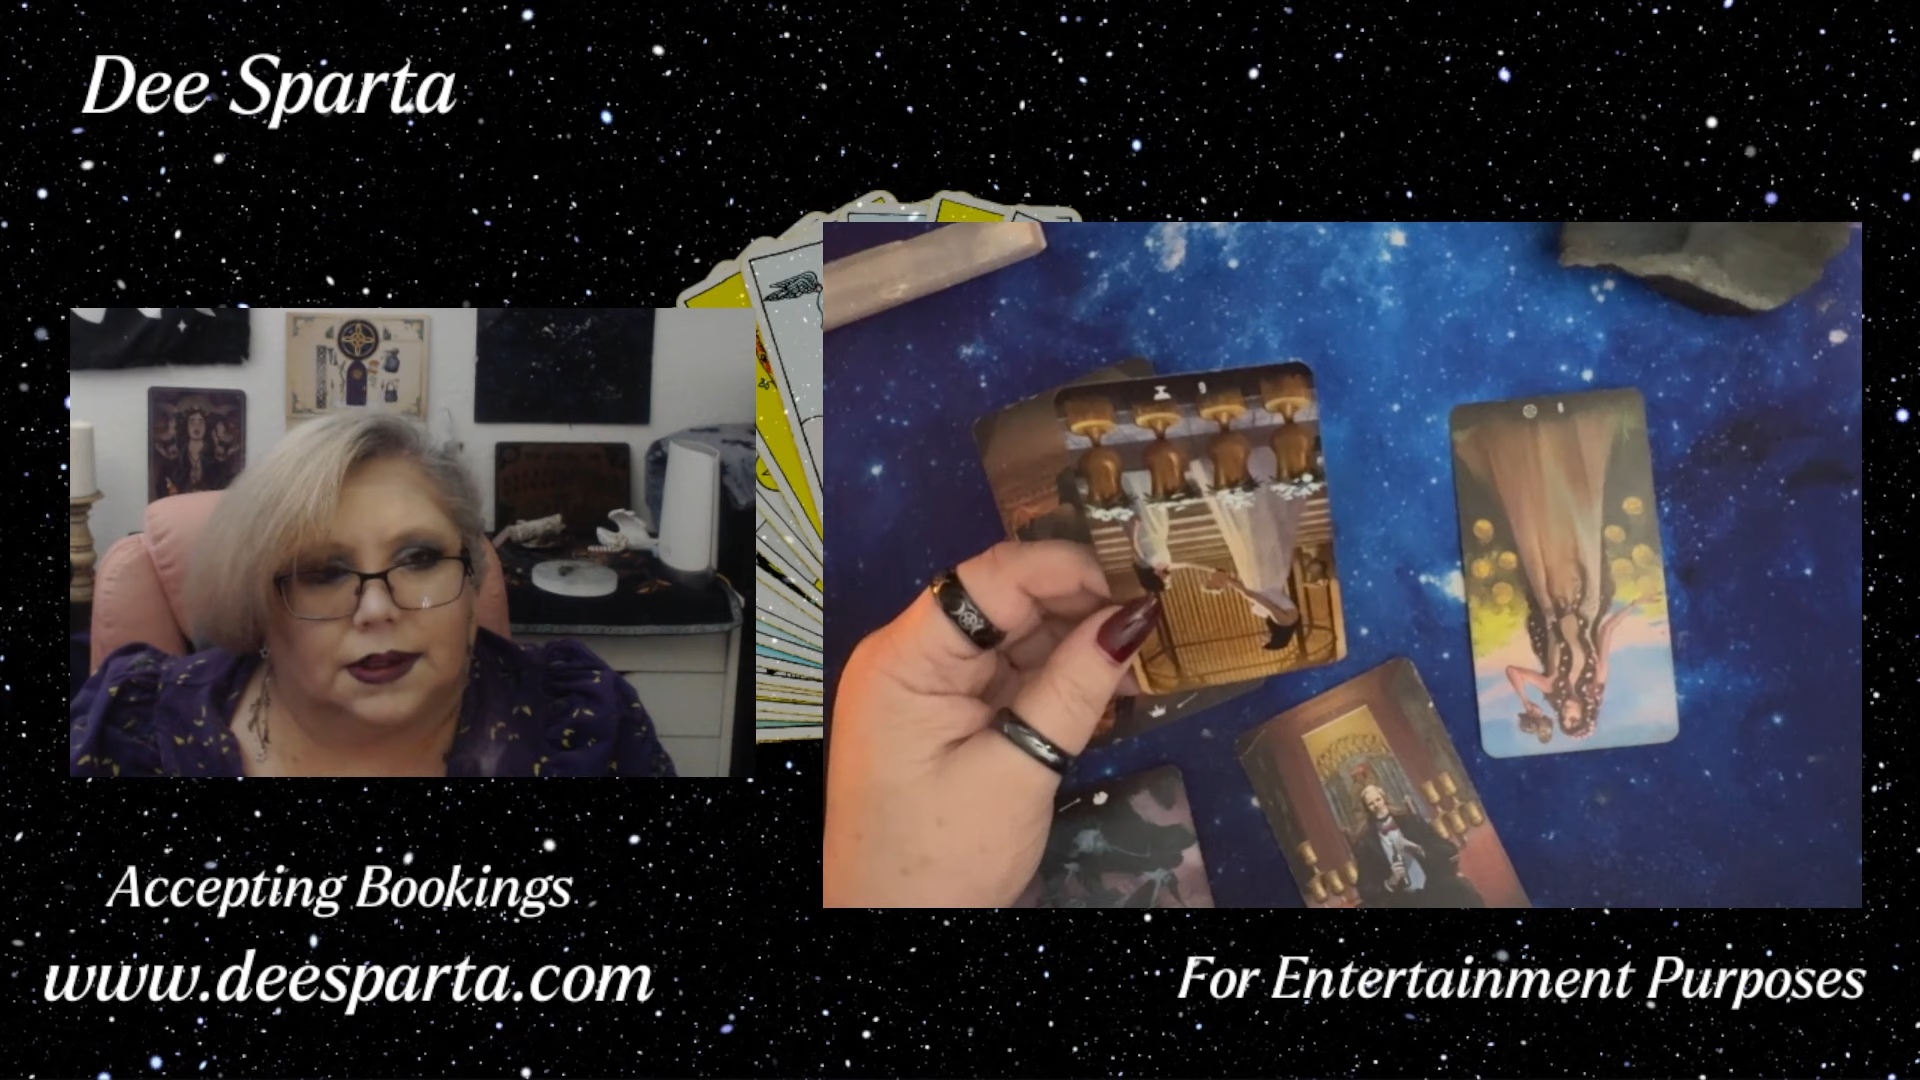 Dee Sparta
Accepting Bookings
www.deesparta.com
For Entertainment Purposes